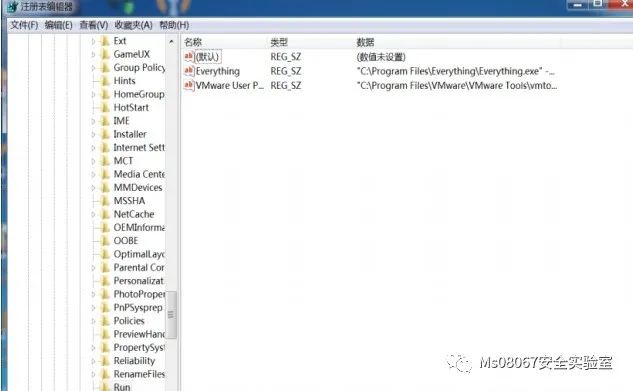 注册表编辑器
文件(F) 编辑(E) 查看(V) 收藏夹(A) 帮助(H)
Ext
GameUX
Group Policy
Hints
HomeGroup
HotStart
IME
Installer
Internet Sett
MCT
Media Cente
MMDevices
MSSHA
NetCache
OEMInforma
OOBE
OptimalLayo
Parental Con
Personalizat
PhotoProper
PnPSysprep
Policies
PreviewHand
PropertySyst
Reliability
RenameFiles
Run
名称 类型 数据
(默认) REG_SZ (数值未设置)
Everything REG_SZ "C:\Program Files\Everything\Everything.exe" -...
VMware User P... REG_SZ "C:\Program Files\VMware\VMware Tools\vmto...
Ms08067安全实验室